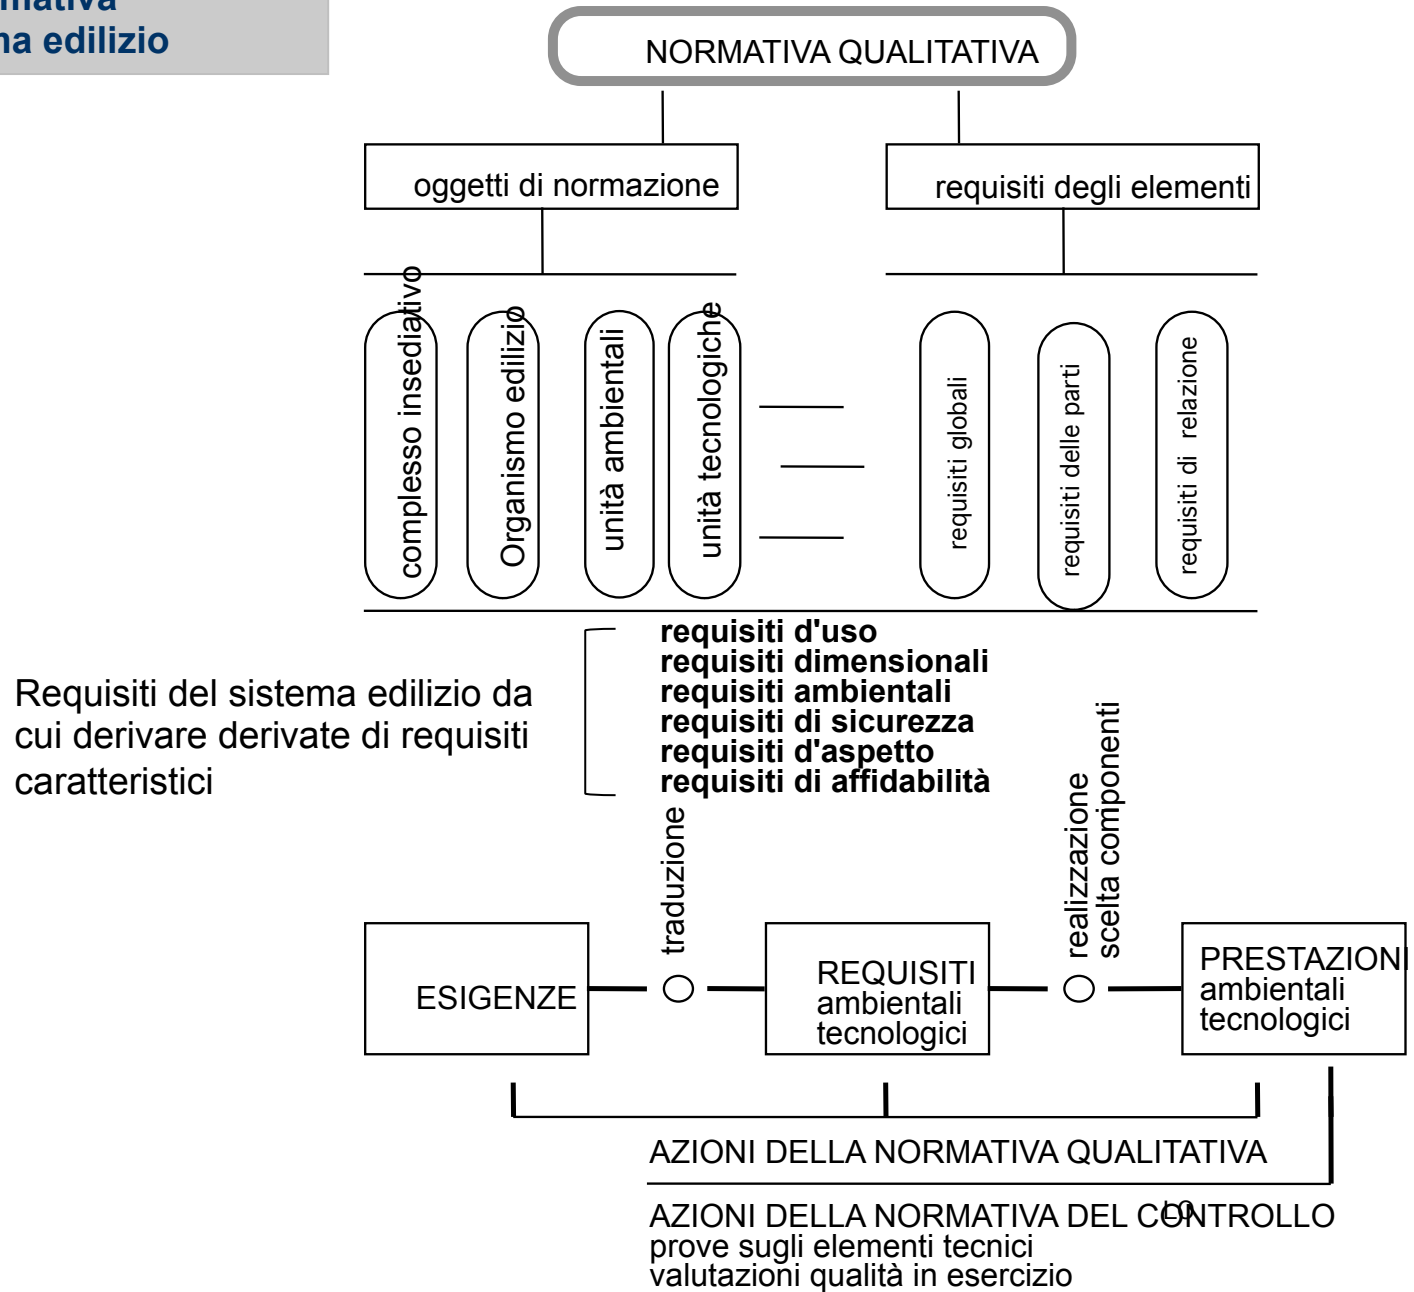 edilizio
NORMATIVA QUALITATIVA
oggetti di normazione
requisiti degli elementi
complesso insediativo
Organismo edilizio
unità ambientali
unità tecnologiche
requisiti globali
requisiti delle parti
requisiti di relazione
requisiti d'uso
requisiti dimensionali
requisiti ambientali
requisiti di sicurezza
requisiti d'aspetto
requisiti di affidabilità
Requisiti del sistema edilizio da
cui derivare derivate di requisiti
caratteristici
traduzione
realizzazione
scelta componenti
ESIGENZE
REQUISITI
ambientali
tecnologici
PRESTAZIONI
ambientali
tecnologici
AZIONI DELLA NORMATIVA QUALITATIVA
AZIONI DELLA NORMATIVA DEL CONTROLLO
LO
prove sugli elementi tecnici
valutazioni qualità in esercizio